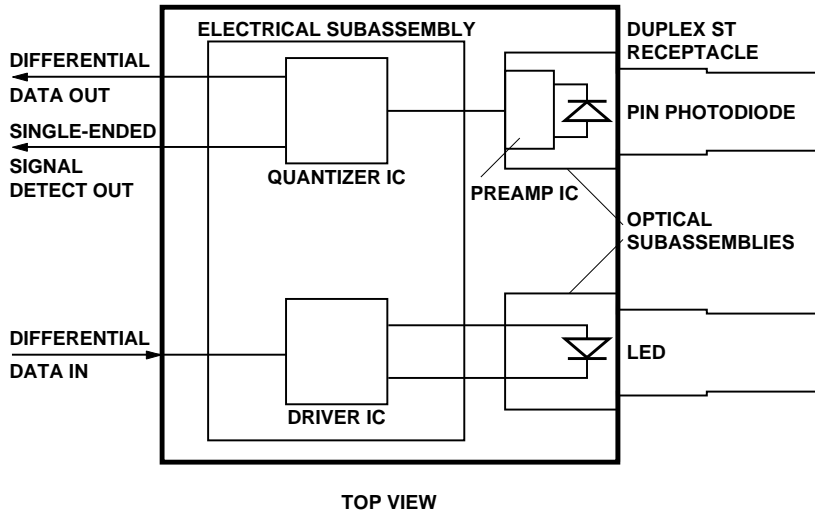 ELECTRICAL SUBASSEMBLY
DUPLEX ST
RECEPTACLE
DIFFERENTIAL
DATA OUT
PIN PHOTODIODE
SINGLE-ENDED
SIGNAL
DETECT OUT
QUANTIZER IC
PREAMP IC
OPTICAL
SUBASSEMBLIES
DIFFERENTIAL
DATA IN
LED
DRIVER IC
TOP VIEW